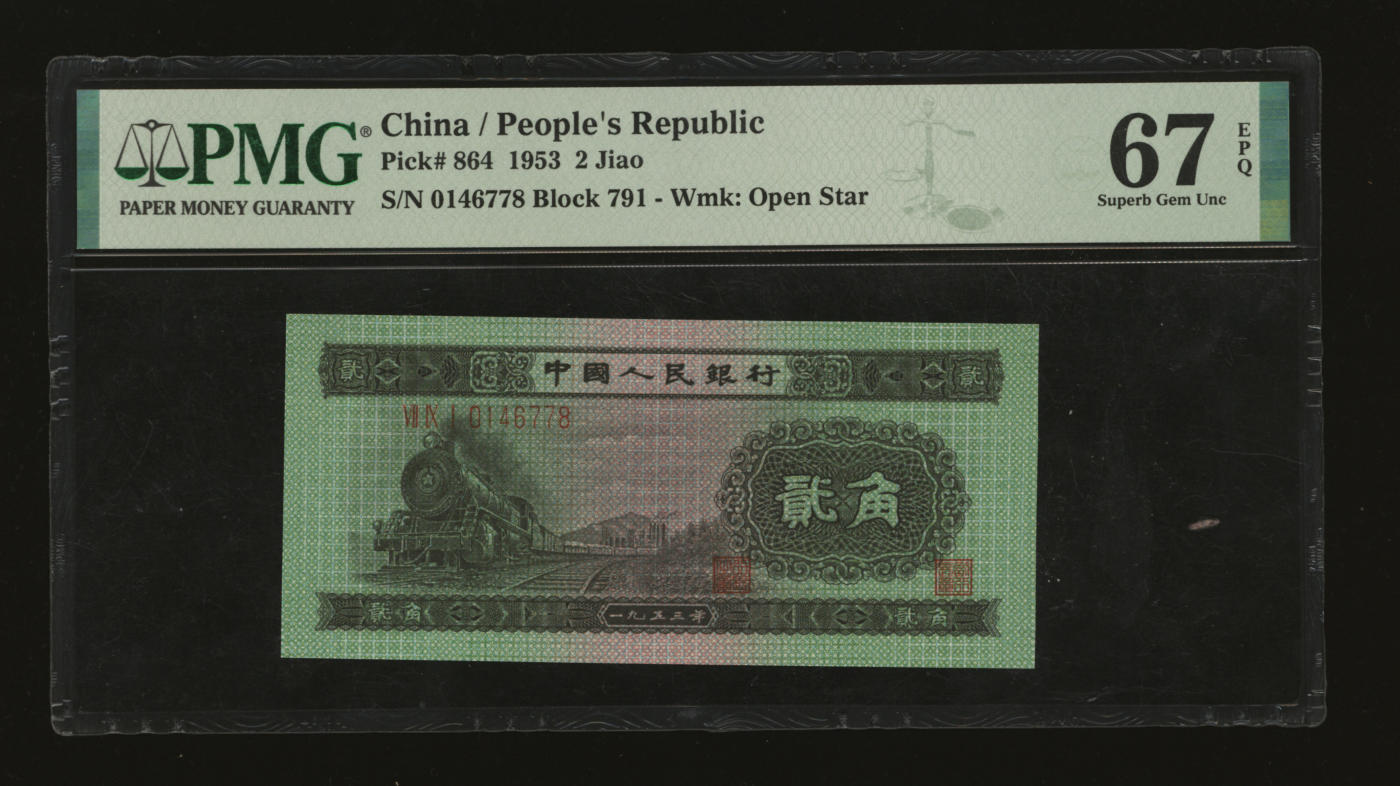 PMG®
PAPER MONEY GUARANTY
China / People's Republic
Pick# 864 1953 2 Jiao
S/N 0146778 Block 791 - Wmk: Open Star
67
EPQ
Superb Gem Unc
貳 中國人民銀行 貳
VII IX I 0146778
貳角
貳角 一九五三年 貳角